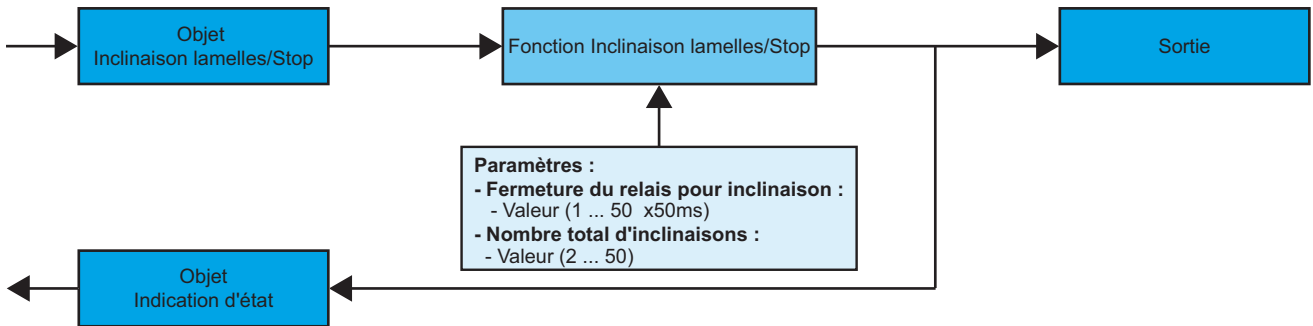 Objet
Inclinaison lamelles/Stop
Fonction Inclinaison lamelles/Stop
Sortie
Paramètres :
- Fermeture du relais pour inclinaison :
- Valeur (1 ... 50 x50ms)
- Nombre total d'inclinaisons :
- Valeur (2 ... 50)
Objet
Indication d'état